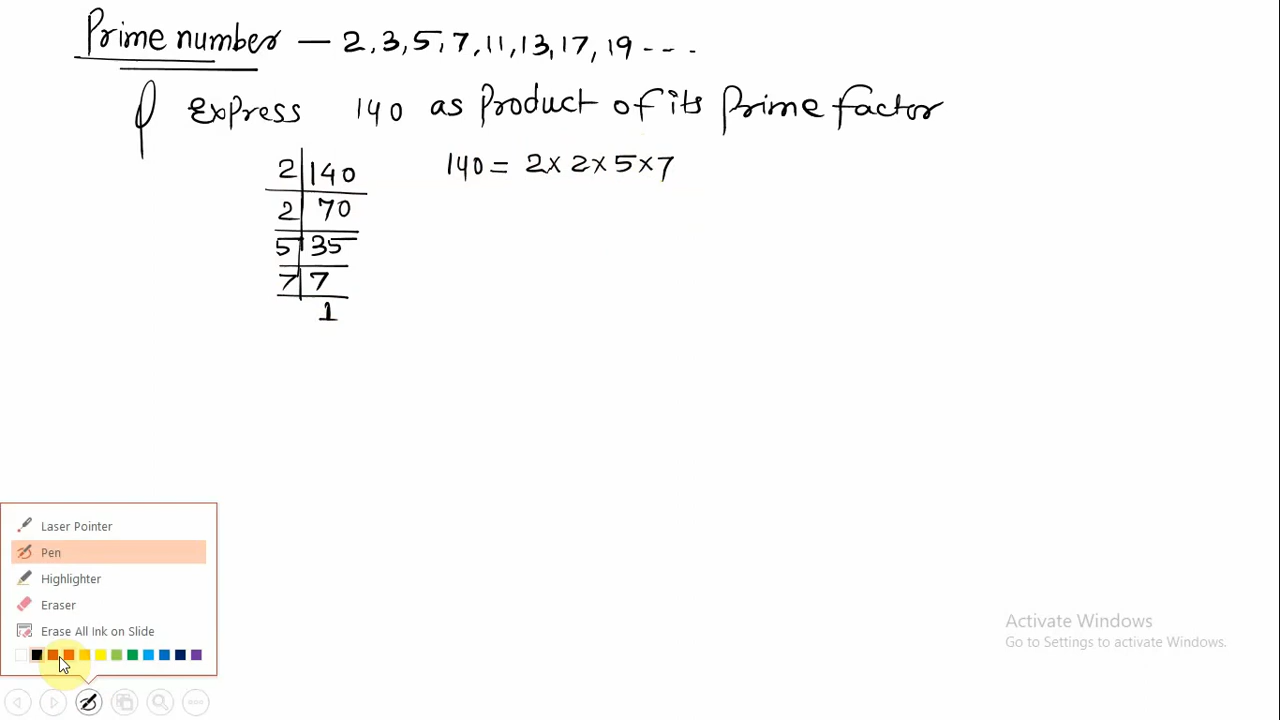 Prime number — 2, 3, 5, 7, 11, 13, 17, 19 ---
Q Express 140 as Product of its Prime factor
2 | 140
2 | 70
5 | 35
7 | 7
1
140 = 2 × 2 × 5 × 7
Laser Pointer
Pen
Highlighter
Eraser
Erase All Ink on Slide
Activate Windows
Go to Settings to activate Windows.